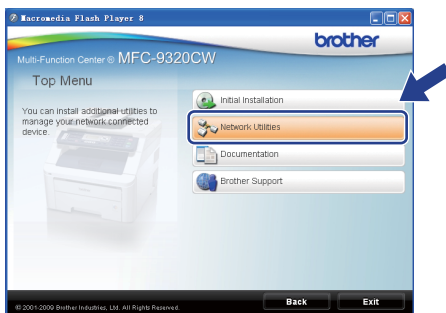 Macromedia Flash Player 8
brother
Multi-Function Center ® MFC-9320CW
Top Menu
You can install additional utilities to
manage your network connected
device.
Initial Installation
Network Utilities
Documentation
Brother Support
© 2001-2009 Brother Industries, Ltd. All Rights Reserved.
Back
Exit